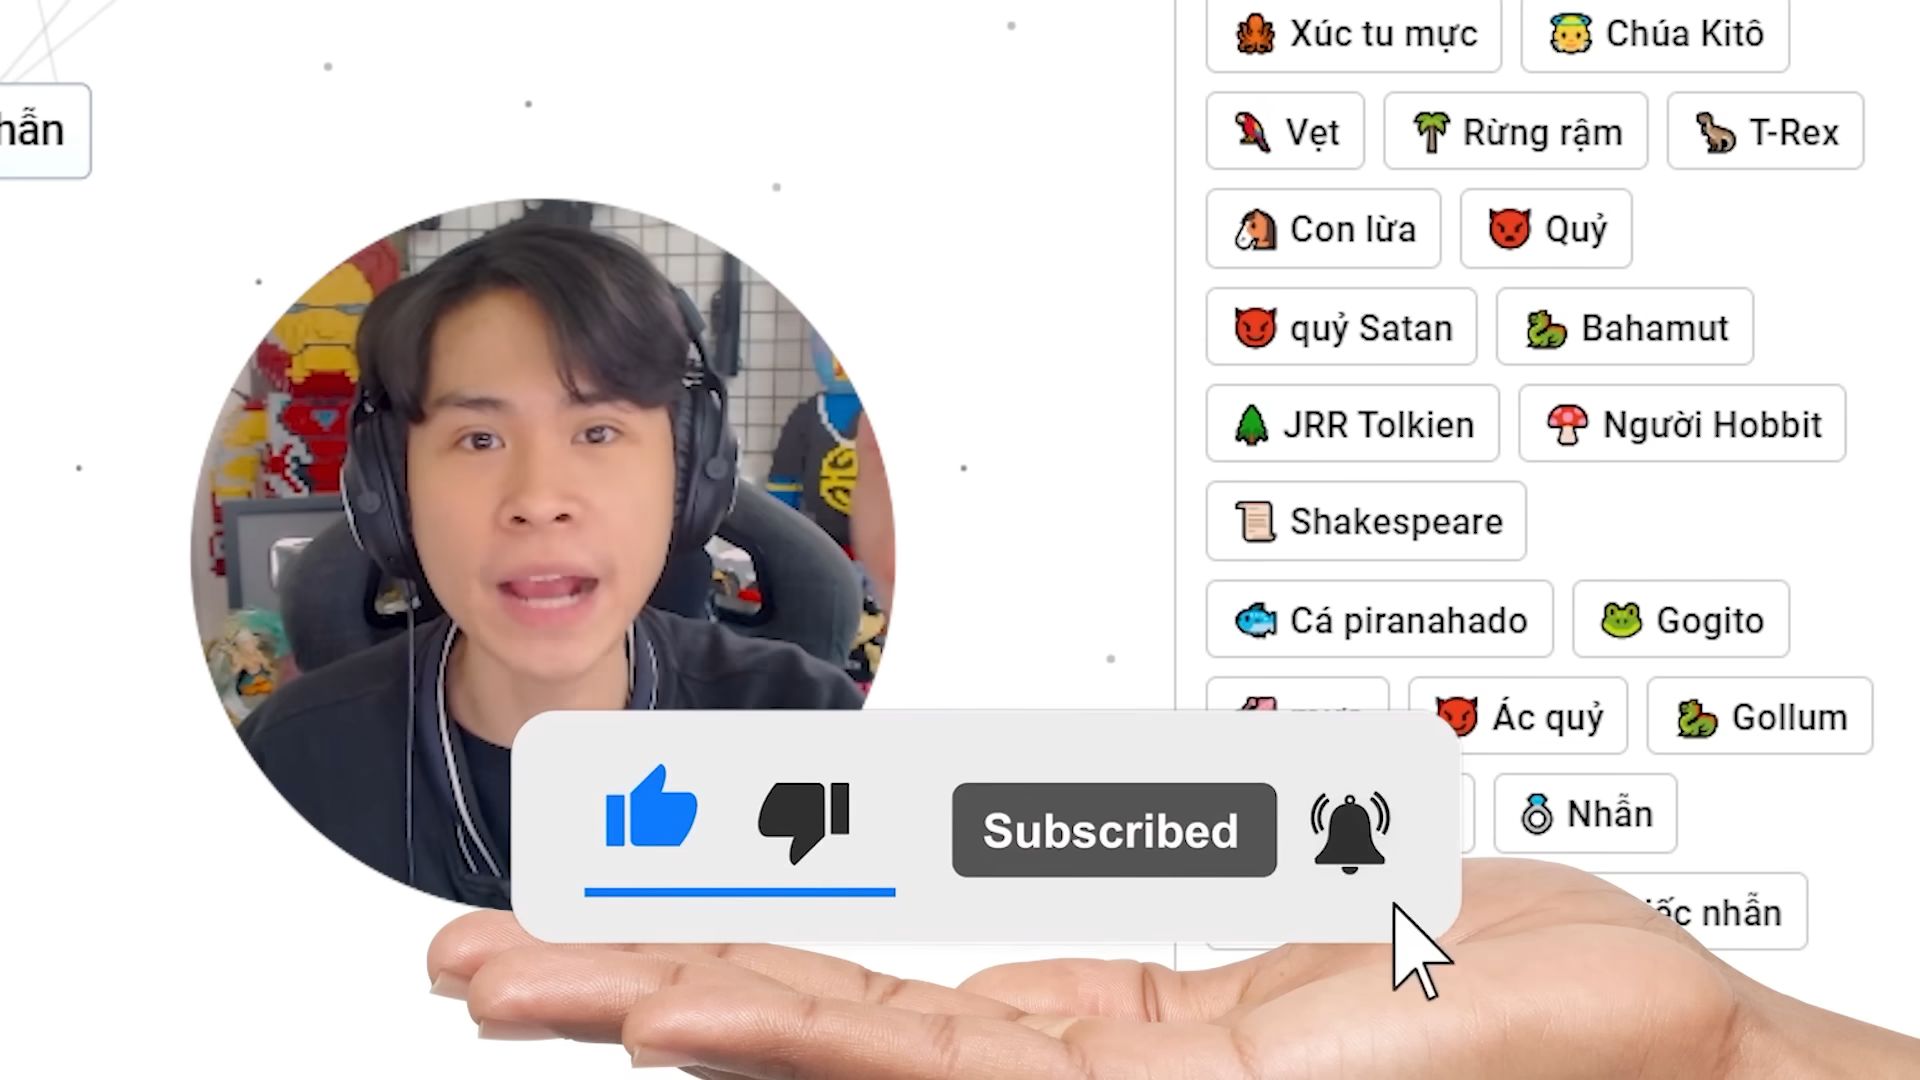 Xúc tu mực Chúa Kitô
hẫn
Vẹt Rừng rậm T-Rex
Con lừa Quỷ
quỷ Satan Bahamut
JRR Tolkien Người Hobbit
Shakespeare
Cá piranahado Gogito
Ác quỷ Gollum
Subscribed
Nhẫn
nhẫn